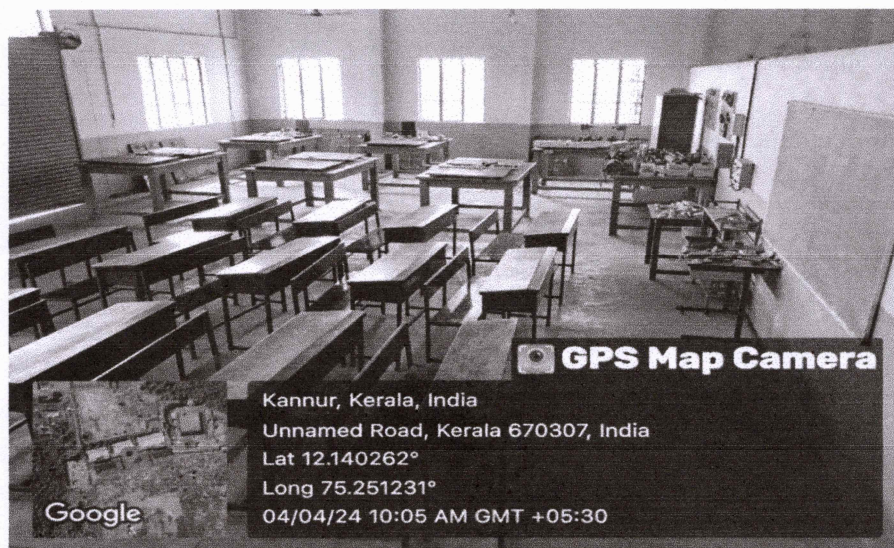 GPS Map Camera
Kannur, Kerala, India
Unnamed Road, Kerala 670307, India
Lat 12.140262°
Long 75.251231°
04/04/24 10:05 AM GMT +05:30
Google